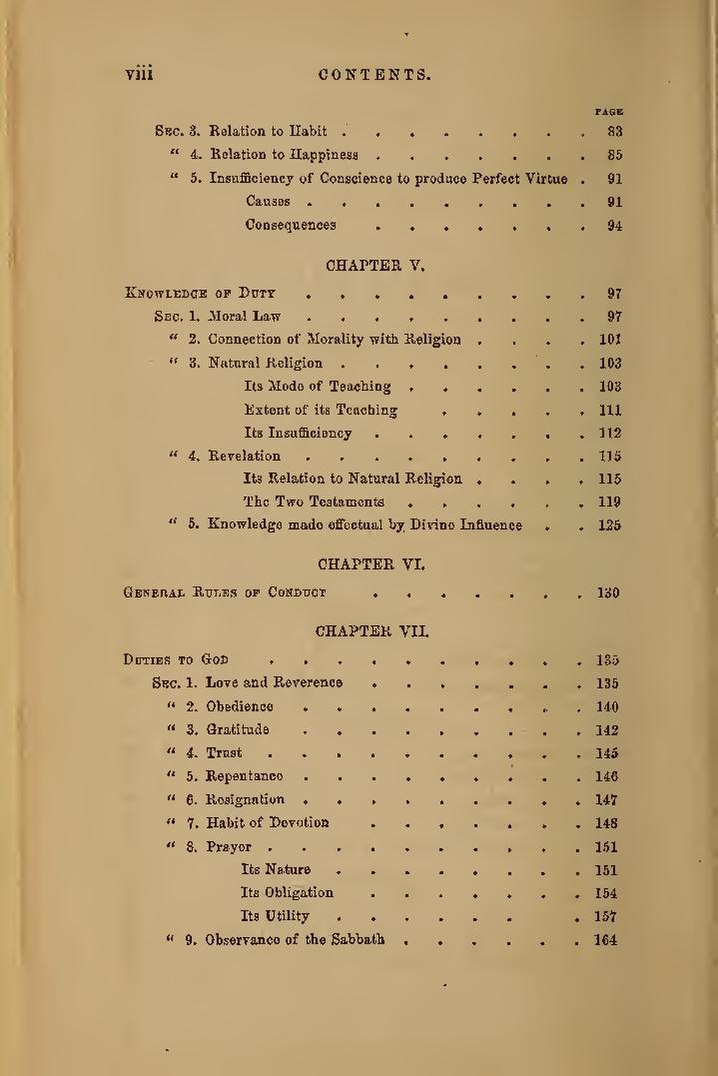 viii CONTENTS.
PAGE
SEC. 3. Relation to Habit . . . . . . . . 83
“ 4. Relation to Happiness . . . . . . . 85
“ 5. Insufficiency of Conscience to produce Perfect Virtue . 91
Causes . . . . . . . . . 91
Consequences . . . . . . . 94
CHAPTER V.
KNOWLEDGE OF DUTY . . . . . . . . . 97
SEC. 1. Moral Law . . . . . . . . . 97
“ 2. Connection of Morality with Religion . . . . 101
“ 3. Natural Religion . . . . . . . . 103
Its Mode of Teaching . . . . . . 103
Extent of its Teaching . . . . . 111
Its Insufficiency . . . . . . . 112
“ 4. Revelation . . . . . . . . . 115
Its Relation to Natural Religion . . . . 115
The Two Testaments . . . . . . 119
“ 5. Knowledge made effectual by Divine Influence . . 125
CHAPTER VI.
GENERAL RULES OF CONDUCT . . . . . . . 130
CHAPTER VII.
DUTIES TO GOD . . . . . . . . . . 135
SEC. 1. Love and Reverence . . . . . . . 135
“ 2. Obedience . . . . . . . . . 140
“ 3. Gratitude . . . . . . . . . 142
“ 4. Trust . . . . . . . . . . 145
“ 5. Repentance . . . . . . . . . 146
“ 6. Resignation . . . . . . . . . 147
“ 7. Habit of Devotion . . . . . . . 148
“ 8. Prayer . . . . . . . . . . 151
Its Nature . . . . . . . . 151
Its Obligation . . . . . . . 154
Its Utility . . . . . . . 157
“ 9. Observance of the Sabbath . . . . . . 164